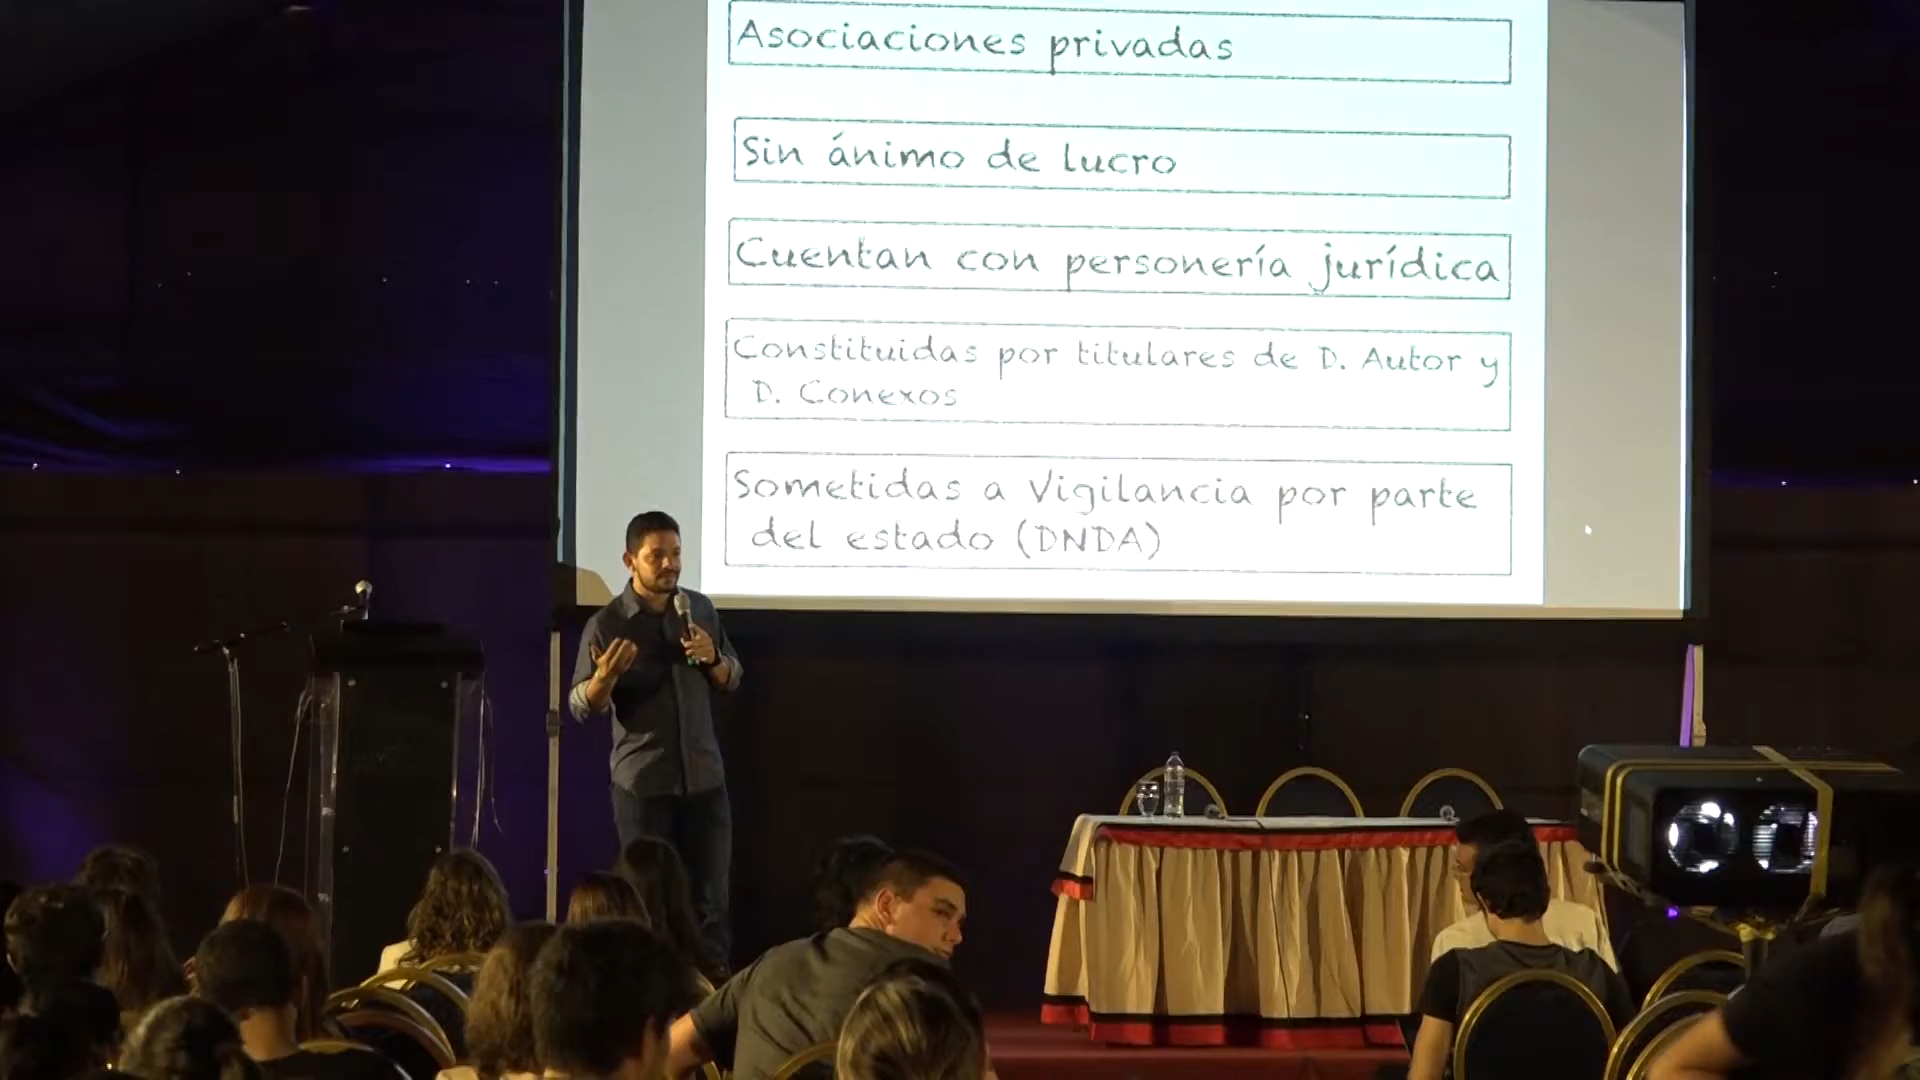 Asociaciones privadas
Sin ánimo de lucro
Cuentan con personería jurídica
Constituidas por titulares de D. Autor y
D. Conexos
Sometidas a Vigilancia por parte
del estado (DNDA)